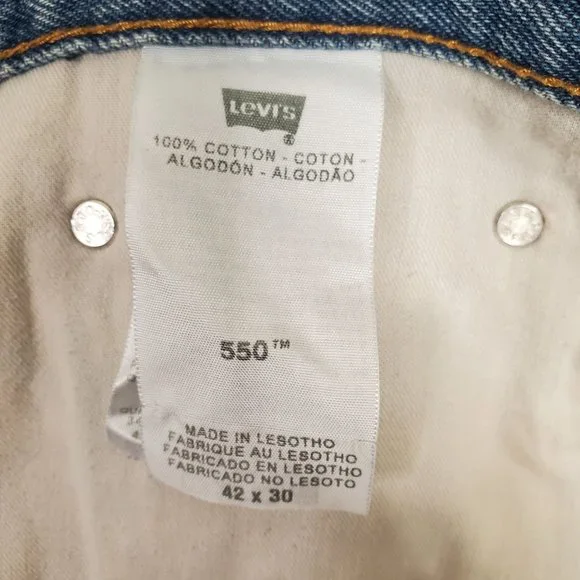 Levi's
®
100% COTTON - COTON -
ALGODÓN - ALGODÃO
550™
MADE IN LESOTHO
FABRIQUE AU LESOTHO
FABRICADO EN LESOTHO
FABRICADO NO LESOTO
42 x 30